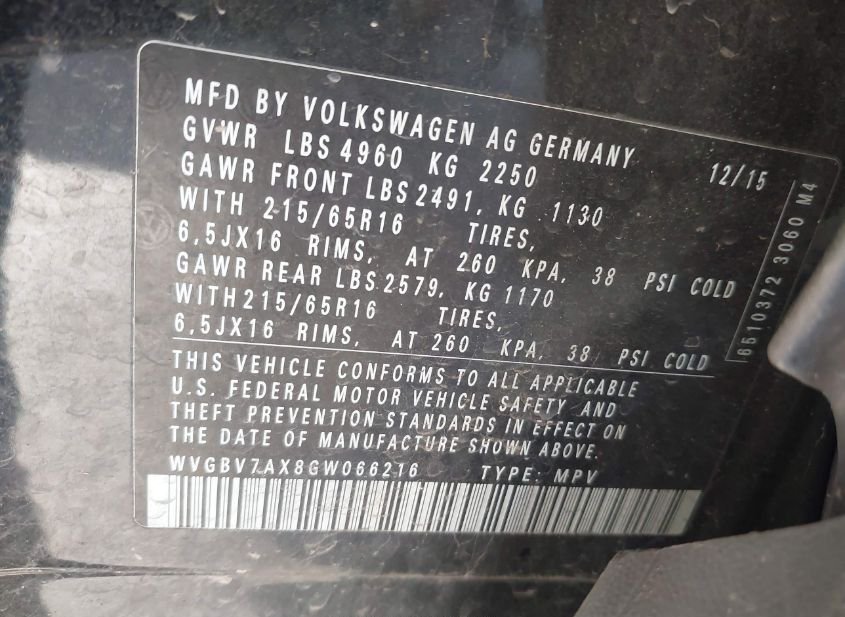 MFD BY VOLKSWAGEN AG GERMANY
GVWR LBS 4960 KG 2250 12/15
GAWR FRONT LBS 2491, KG 1130
WITH 215/65R16 TIRES,
6,5JX16 RIMS, AT 260 KPA, 38 PSI COLD
GAWR REAR LBS.2579, KG 1170
WITH 215/65R16 TIRES,
6,5JX16 RIMS, AT 260 KPA, 38 PSI COLD
THIS VEHICLE CONFORMS TO ALL APPLICABLE
U.S. FEDERAL MOTOR VEHICLE SAFETY AND
THEFT PREVENTION STANDARDS IN EFFECT ON
THE DATE OF MANUFACTURE SHOWN ABOVE.
WVGBV7AX8GW066216 TYPE: MPV
6610372 3060 M4